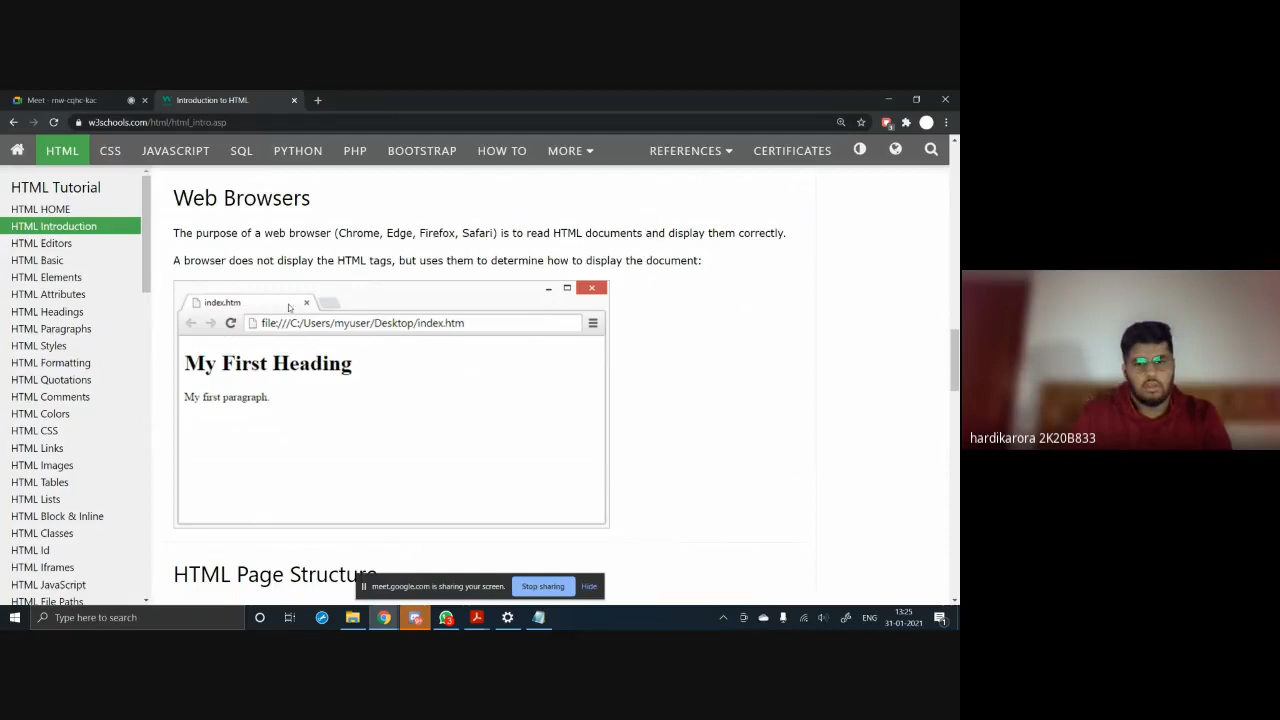 Meet - mw-cqhc-kac
Introduction to HTML
w3schools.com/html/html_intro.asp
HTML CSS JAVASCRIPT SQL PYTHON PHP BOOTSTRAP HOW TO MORE REFERENCES CERTIFICATES
HTML Tutorial
HTML HOME
HTML Introduction
HTML Editors
HTML Basic
HTML Elements
HTML Attributes
HTML Headings
HTML Paragraphs
HTML Styles
HTML Formatting
HTML Quotations
HTML Comments
HTML Colors
HTML CSS
HTML Links
HTML Images
HTML Tables
HTML Lists
HTML Block & Inline
HTML Classes
HTML Id
HTML Iframes
HTML JavaScript
HTML File Paths
Web Browsers
The purpose of a web browser (Chrome, Edge, Firefox, Safari) is to read HTML documents and display them correctly.
A browser does not display the HTML tags, but uses them to determine how to display the document:
index.htm
file:///C:/Users/myuser/Desktop/index.htm
My First Heading
My first paragraph.
HTML Page Structure
meet.google.com is sharing your screen. Stop sharing Hide
hardikarora 2K20B833
Type here to search
3
ENG
13:25
31-01-2021